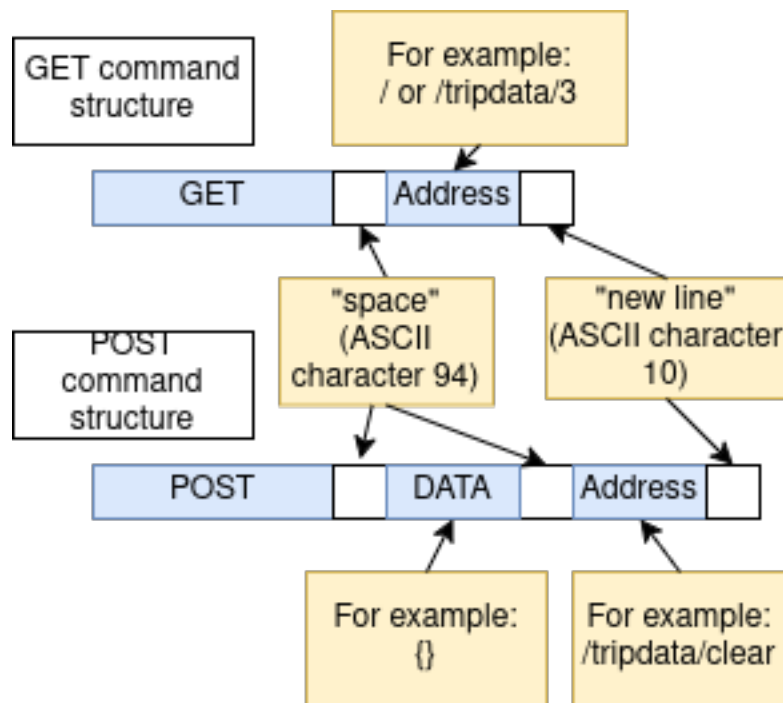 GET command
structure
For example:
/ or /tripdata/3
GET
Address
"space"
(ASCII
character 94)
"new line"
(ASCII character
10)
POST
command
structure
POST
DATA
Address
For example:
{}
For example:
/tripdata/clear